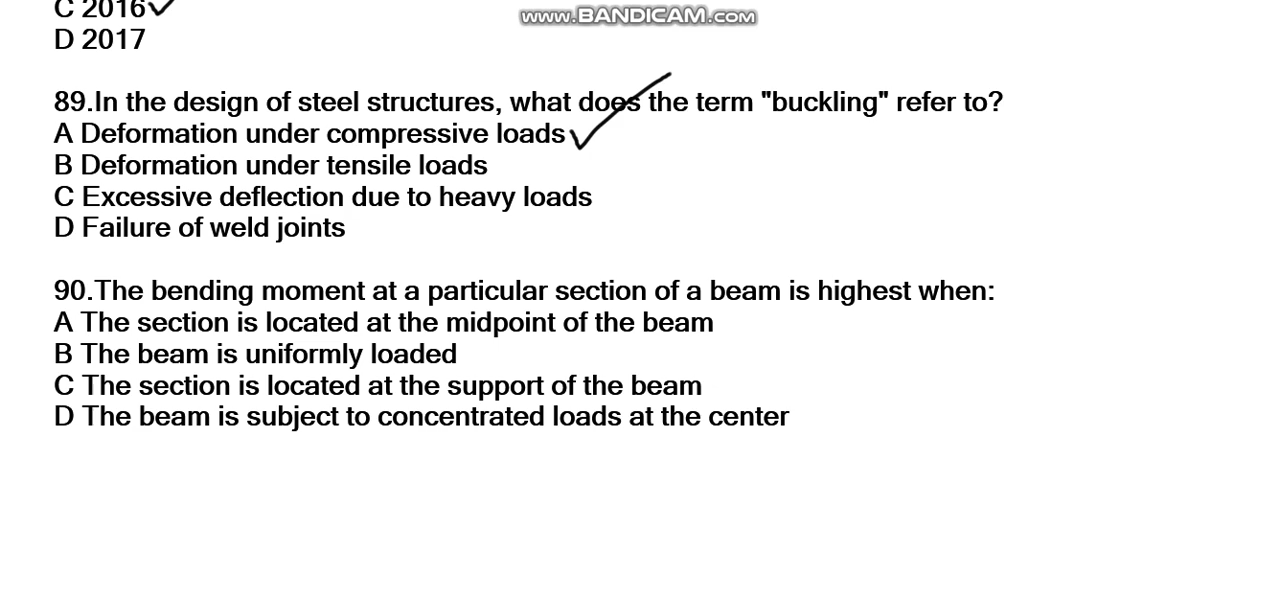 C 2016
www.BANDICAM.com
D 2017
89.In the design of steel structures, what does the term "buckling" refer to?
A Deformation under compressive loads
B Deformation under tensile loads
C Excessive deflection due to heavy loads
D Failure of weld joints
90.The bending moment at a particular section of a beam is highest when:
A The section is located at the midpoint of the beam
B The beam is uniformly loaded
C The section is located at the support of the beam
D The beam is subject to concentrated loads at the center